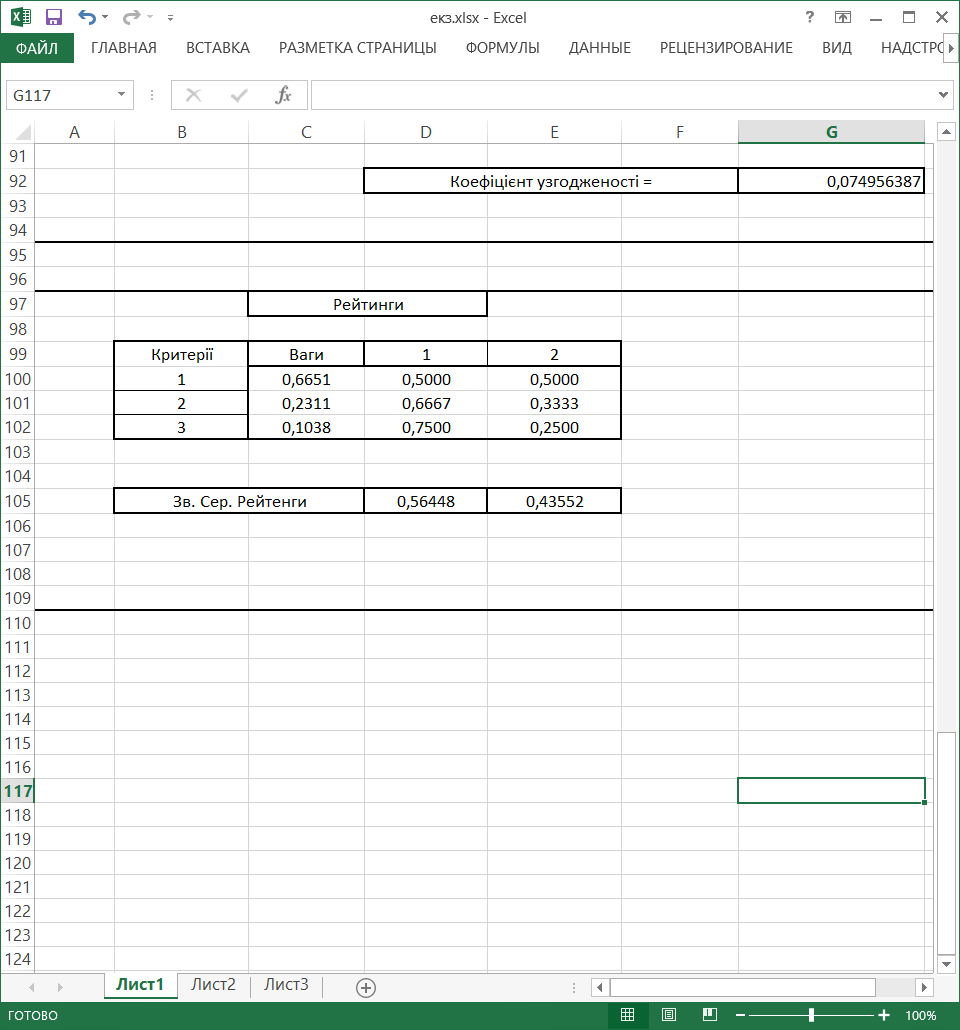 екз.xlsx - Excel
?
ФАЙЛ ГЛАВНАЯ ВСТАВКА РАЗМЕТКА СТРАНИЦЫ ФОРМУЛЫ ДАННЫЕ РЕЦЕНЗИРОВАНИЕ ВИД НАДСТРО
G117 fx
A B C D E F G
91
92 Коефіцієнт узгодженості = 0,074956387
93
94
95
96
97 Рейтинги
98
99 Критерії Ваги 1 2
100 1 0,6651 0,5000 0,5000
101 2 0,2311 0,6667 0,3333
102 3 0,1038 0,7500 0,2500
103
104
105 Зв. Сер. Рейтенги 0,56448 0,43552
106
107
108
109
110
111
112
113
114
115
116
117
118
119
120
121
122
123
124
Лист1 Лист2 Лист3
ГОТОВО 100%